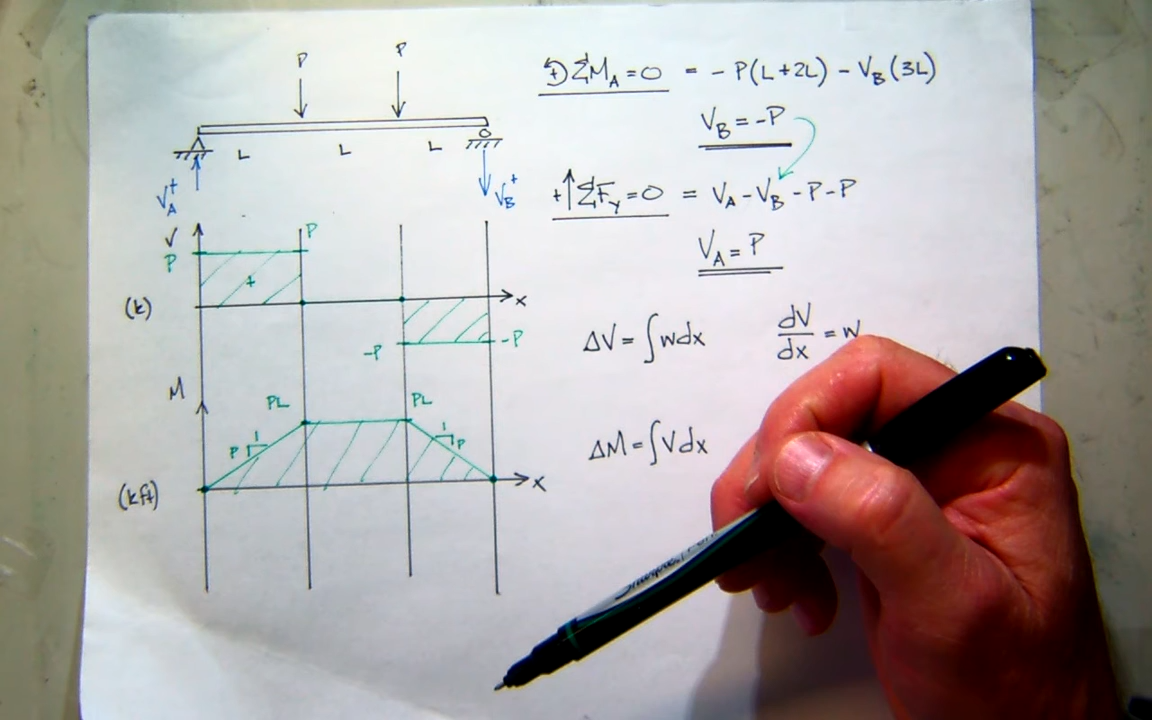 P P
L L L
V_A^+ V_B^+
V
P P
+
(k) x
-P -P
M
PL PL
P 1 1 P
(kft) x
+ΣM_A=0 = -P(L+2L) - V_B(3L)
V_B = -P
+↑ΣF_y=0 = V_A - V_B - P - P
V_A = P
ΔV = ∫wdx dV/dx = w
ΔM = ∫Vdx